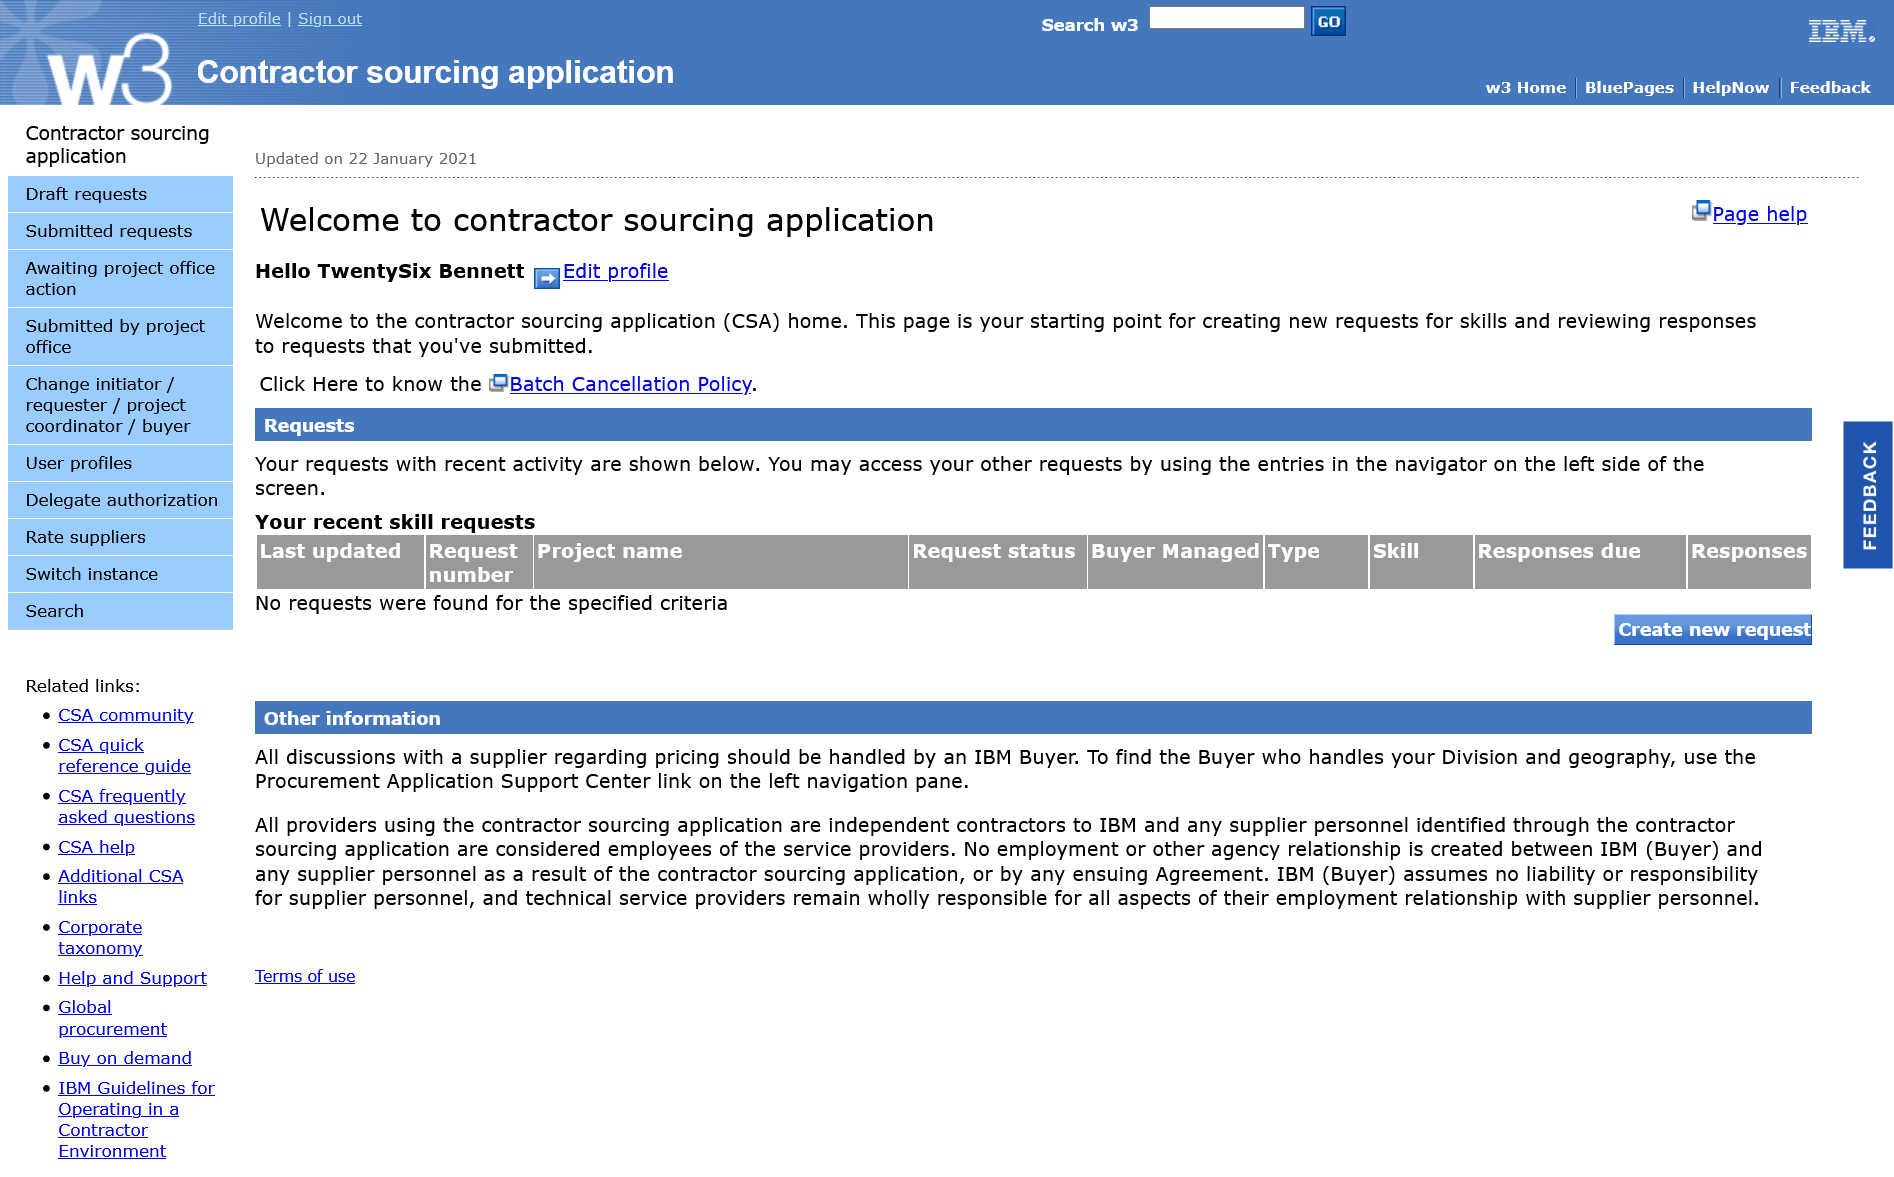 Edit profile | Sign out
Search w3
GO
IBM.
w3
Contractor sourcing application
w3 Home
BluePages
HelpNow
Feedback
Contractor sourcing
application
Draft requests
Submitted requests
Awaiting project office
action
Submitted by project
office
Change initiator /
requester / project
coordinator / buyer
User profiles
Delegate authorization
Rate suppliers
Switch instance
Search
Related links:
• CSA community
• CSA quick
reference guide
• CSA frequently
asked questions
• CSA help
• Additional CSA
links
• Corporate
taxonomy
• Help and Support
• Global
procurement
• Buy on demand
• IBM Guidelines for
Operating in a
Contractor
Environment
Updated on 22 January 2021
Welcome to contractor sourcing application
Page help
Hello TwentySix Bennett Edit profile
Welcome to the contractor sourcing application (CSA) home. This page is your starting point for creating new requests for skills and reviewing responses
to requests that you've submitted.
Click Here to know the Batch Cancellation Policy.
Requests
Your requests with recent activity are shown below. You may access your other requests by using the entries in the navigator on the left side of the
screen.
Your recent skill requests
Last updated
Request
number
Project name
Request status
Buyer Managed
Type
Skill
Responses due
Responses
No requests were found for the specified criteria
Create new request
Other information
All discussions with a supplier regarding pricing should be handled by an IBM Buyer. To find the Buyer who handles your Division and geography, use the
Procurement Application Support Center link on the left navigation pane.
All providers using the contractor sourcing application are independent contractors to IBM and any supplier personnel identified through the contractor
sourcing application are considered employees of the service providers. No employment or other agency relationship is created between IBM (Buyer) and
any supplier personnel as a result of the contractor sourcing application, or by any ensuing Agreement. IBM (Buyer) assumes no liability or responsibility
for supplier personnel, and technical service providers remain wholly responsible for all aspects of their employment relationship with supplier personnel.
Terms of use
FEEDBACK